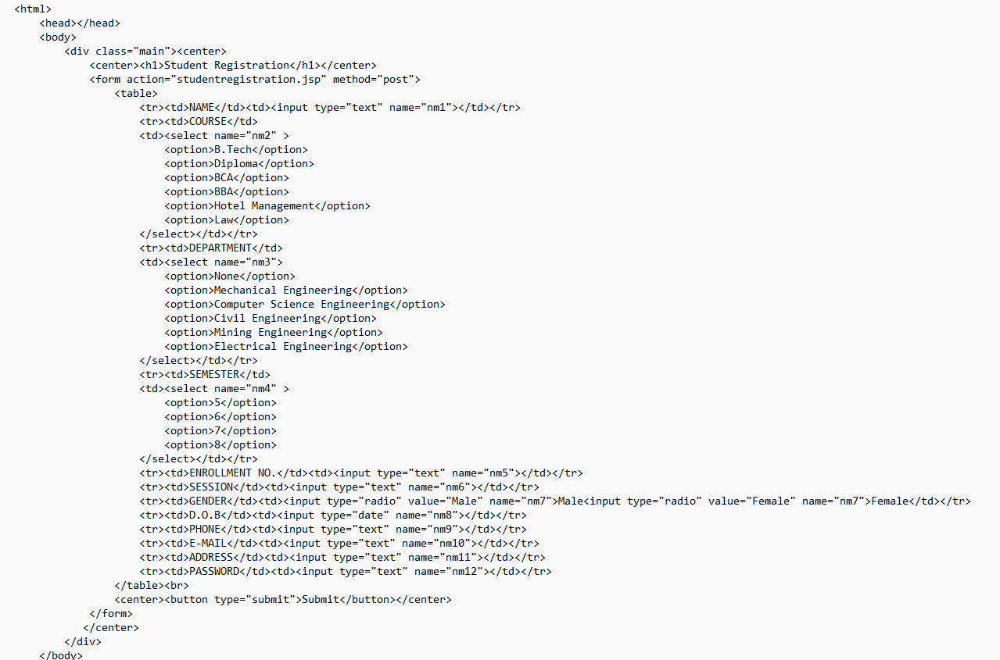 <html>
    <head></head>
    <body>
        <div class="main"><center>
            <center><h1>Student Registration</h1></center>
            <form action="studentregistration.jsp" method="post">
                <table>
                    <tr><td>NAME</td><td><input type="text" name="nm1"></td></tr>
                    <tr><td>COURSE</td>
                    <td><select name="nm2" >
                        <option>B.Tech</option>
                        <option>Diploma</option>
                        <option>BCA</option>
                        <option>BBA</option>
                        <option>Hotel Management</option>
                        <option>Law</option>
                    </select></td></tr>
                    <tr><td>DEPARTMENT</td>
                    <td><select name="nm3">
                        <option>None</option>
                        <option>Mechanical Engineering</option>
                        <option>Computer Science Engineering</option>
                        <option>Civil Engineering</option>
                        <option>Mining Engineering</option>
                        <option>Electrical Engineering</option>
                    </select></td></tr>
                    <tr><td>SEMESTER</td>
                    <td><select name="nm4" >
                        <option>5</option>
                        <option>6</option>
                        <option>7</option>
                        <option>8</option>
                    </select></td></tr>
                    <tr><td>ENROLLMENT NO.</td><td><input type="text" name="nm5"></td></tr>
                    <tr><td>SESSION</td><td><input type="text" name="nm6"></td></tr>
                    <tr><td>GENDER</td><td><input type="radio" value="Male" name="nm7">Male<input type="radio" value="Female" name="nm7">Female</td></tr>
                    <tr><td>D.O.B</td><td><input type="date" name="nm8"></td></tr>
                    <tr><td>PHONE</td><td><input type="text" name="nm9"></td></tr>
                    <tr><td>E-MAIL</td><td><input type="text" name="nm10"></td></tr>
                    <tr><td>ADDRESS</td><td><input type="text" name="nm11"></td></tr>
                    <tr><td>PASSWORD</td><td><input type="text" name="nm12"></td></tr>
                </table><br>
                <center><button type="submit">Submit</button></center>
            </form>
           </center>
        </div>
    </body>